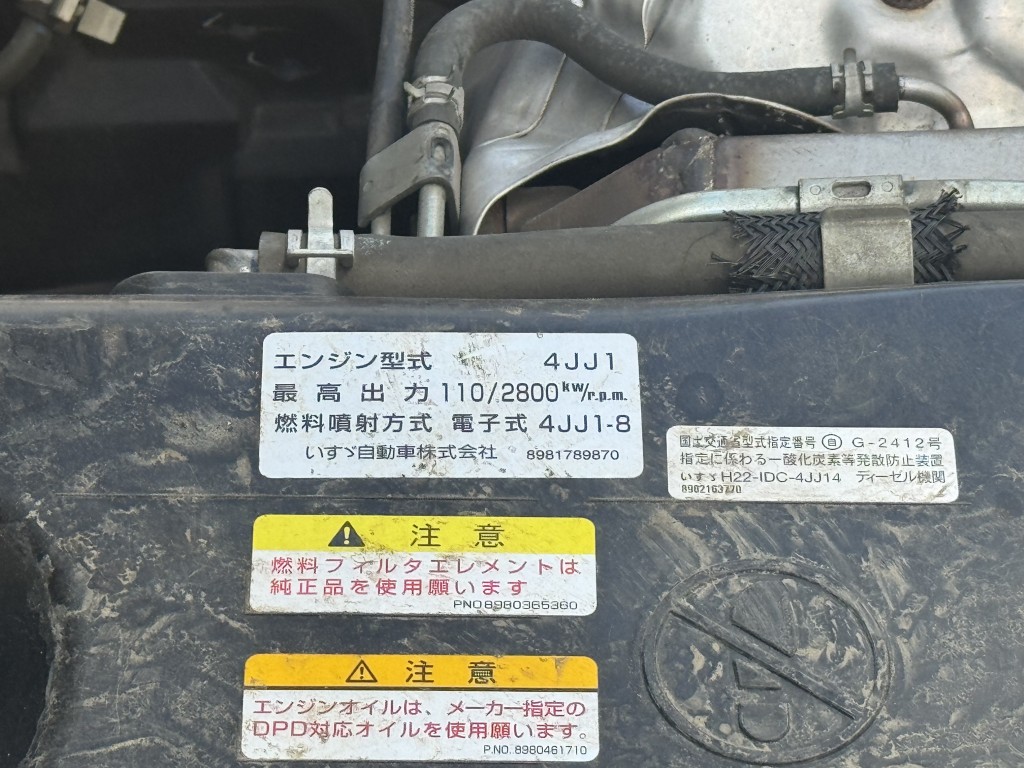 エンジン型式 4JJ1
最高出力 110/2800kw/r.p.m.
燃料噴射方式 電子式 4JJ1-8
いすゞ自動車株式会社 8981789870
国土交通省型式指定番号 自 G-2412号
指定に係わる一酸化炭素等発散防止装置
いすゞH22-IDC-4JJ14 ディーゼル機関
8982163770
注意
燃料フィルタエレメントは
純正品を使用願います
PNO8980365360
注意
エンジンオイルは、メーカー指定の
DPD対応オイルを使用願います。
P.NO. 8980461710